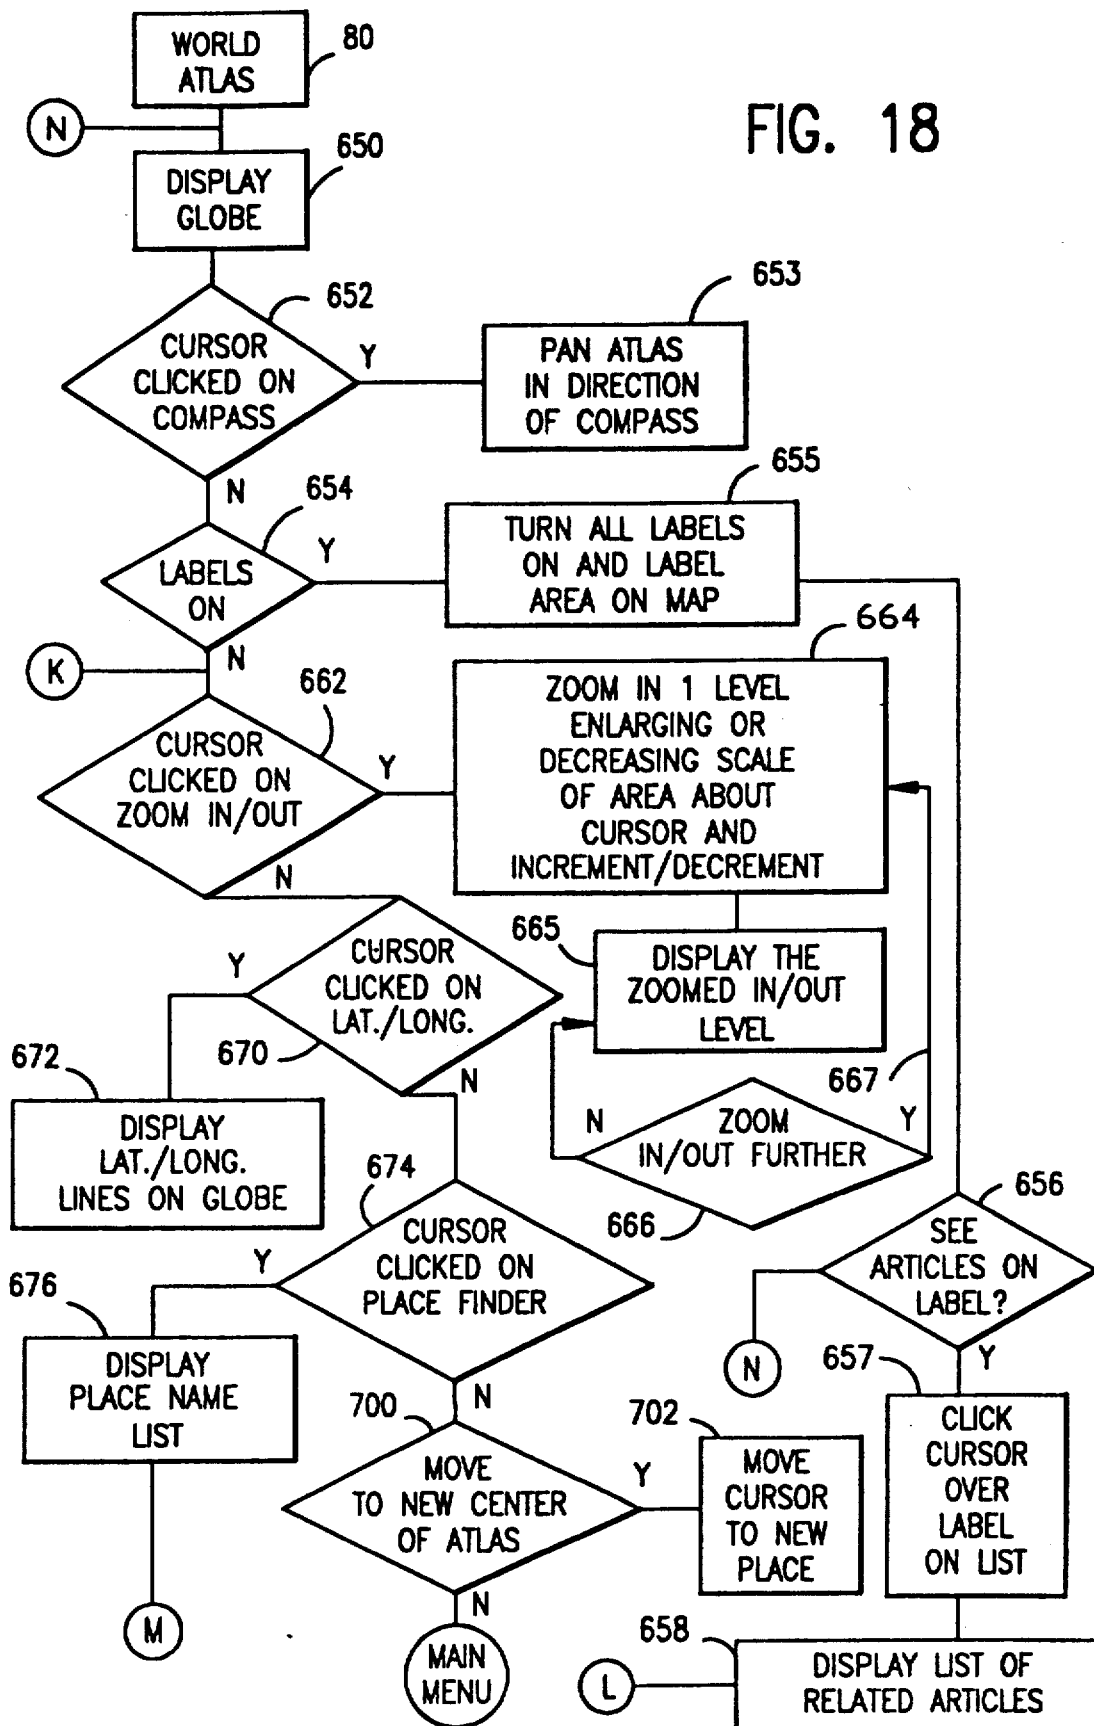 WORLD
ATLAS
80
N
FIG. 18
650
DISPLAY
GLOBE
652
CURSOR
CLICKED ON
COMPASS
Y
653
PAN ATLAS
IN DIRECTION
OF COMPASS
N
654
LABELS
ON
Y
655
TURN ALL LABELS
ON AND LABEL
AREA ON MAP
K
N
662
CURSOR
CLICKED ON
ZOOM IN/OUT
Y
664
ZOOM IN 1 LEVEL
ENLARGING OR
DECREASING SCALE
OF AREA ABOUT
CURSOR AND
INCREMENT/DECREMENT
N
665
DISPLAY THE
ZOOMED IN/OUT
LEVEL
Y
CURSOR
CLICKED ON
LAT./LONG.
670
N
667
672
DISPLAY
LAT./LONG.
LINES ON GLOBE
N
ZOOM
IN/OUT FURTHER
Y
666
674
CURSOR
CLICKED ON
PLACE FINDER
Y
656
SEE
ARTICLES ON
LABEL?
N
Y
676
DISPLAY
PLACE NAME
LIST
N
657
CLICK
CURSOR
OVER
LABEL
ON LIST
700
MOVE
TO NEW CENTER
OF ATLAS
Y
702
MOVE
CURSOR
TO NEW
PLACE
M
N
MAIN
MENU
658
L
DISPLAY LIST OF
RELATED ARTICLES